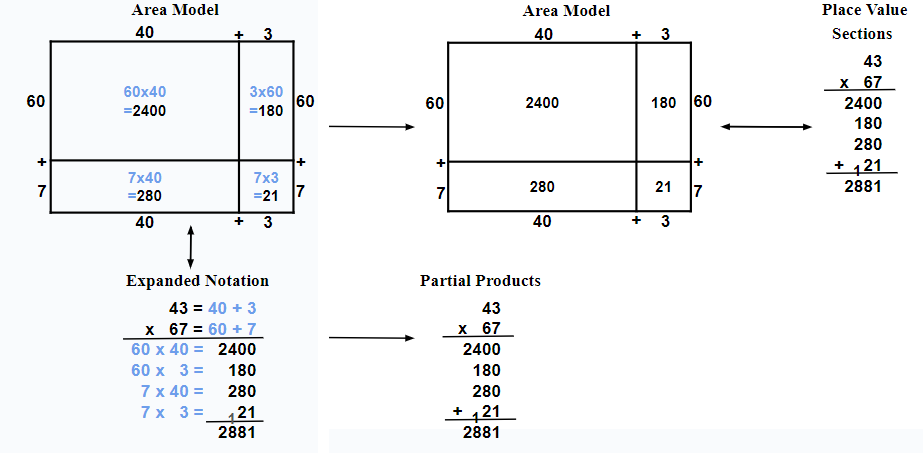 Area Model
40 + 3
60 60x40 3x60 60
=2400 =180
+ +
7 7x40 7x3 7
=280 =21
40 + 3
Area Model
40 + 3
60 2400 180 60
+ +
7 280 21 7
40 + 3
Place Value
Sections
43
x 67
2400
180
280
+ 121
2881
Expanded Notation
43 = 40 + 3
x 67 = 60 + 7
60 x 40 = 2400
60 x 3 = 180
7 x 40 = 280
7 x 3 = 121
2881
Partial Products
43
x 67
2400
180
280
+ 121
2881